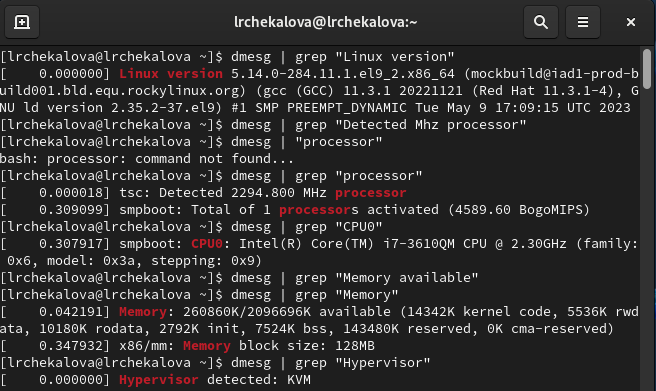 lrchekalova@lrchekalova:~
[lrchekalova@lrchekalova ~]$ dmesg | grep "Linux version"
[    0.000000] Linux version 5.14.0-284.11.1.el9_2.x86_64 (mockbuild@iad1-prod-b
uild001.bld.equ.rockylinux.org) (gcc (GCC) 11.3.1 20221121 (Red Hat 11.3.1-4), G
NU ld version 2.35.2-37.el9) #1 SMP PREEMPT_DYNAMIC Tue May 9 17:09:15 UTC 2023
[lrchekalova@lrchekalova ~]$ dmesg | grep "Detected Mhz processor"
[lrchekalova@lrchekalova ~]$ dmesg | "processor"
bash: processor: command not found...
[lrchekalova@lrchekalova ~]$ dmesg | grep "processor"
[    0.000018] tsc: Detected 2294.800 MHz processor
[    0.309099] smpboot: Total of 1 processors activated (4589.60 BogoMIPS)
[lrchekalova@lrchekalova ~]$ dmesg | grep "CPU0"
[    0.307917] smpboot: CPU0: Intel(R) Core(TM) i7-3610QM CPU @ 2.30GHz (family:
 0x6, model: 0x3a, stepping: 0x9)
[lrchekalova@lrchekalova ~]$ dmesg | grep "Memory available"
[lrchekalova@lrchekalova ~]$ dmesg | grep "Memory"
[    0.042191] Memory: 260860K/2096696K available (14342K kernel code, 5536K rwd
ata, 10180K rodata, 2792K init, 7524K bss, 143480K reserved, 0K cma-reserved)
[    0.347932] x86/mm: Memory block size: 128MB
[lrchekalova@lrchekalova ~]$ dmesg | grep "Hypervisor"
[    0.000000] Hypervisor detected: KVM